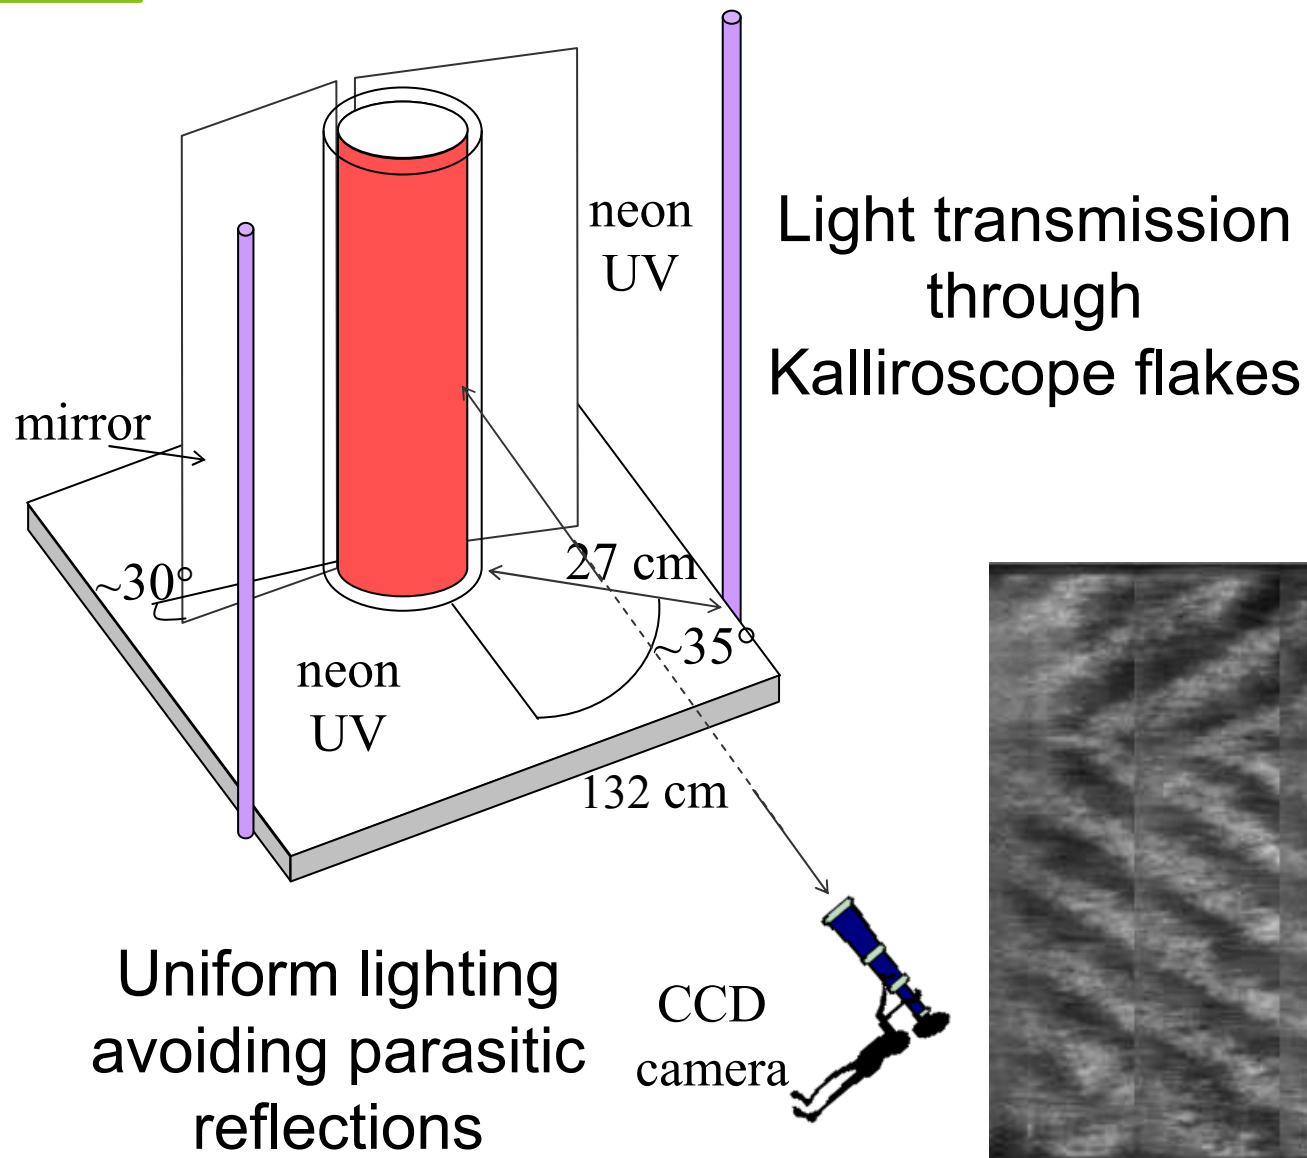 neon
UV
Light transmission
through
Kalliroscope flakes
mirror
27 cm
~30°
~35°
neon
UV
132 cm
Uniform lighting
avoiding parasitic
reflections
CCD
camera